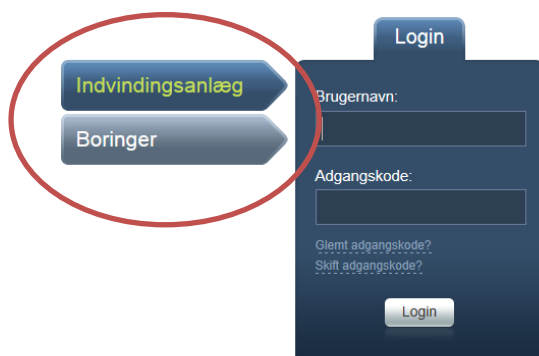 Login
Indvindingsanlæg
Boringer
Brugernavn:
Adgangskode:
Glemt adgangskode?
Skift adgangskode?
Login